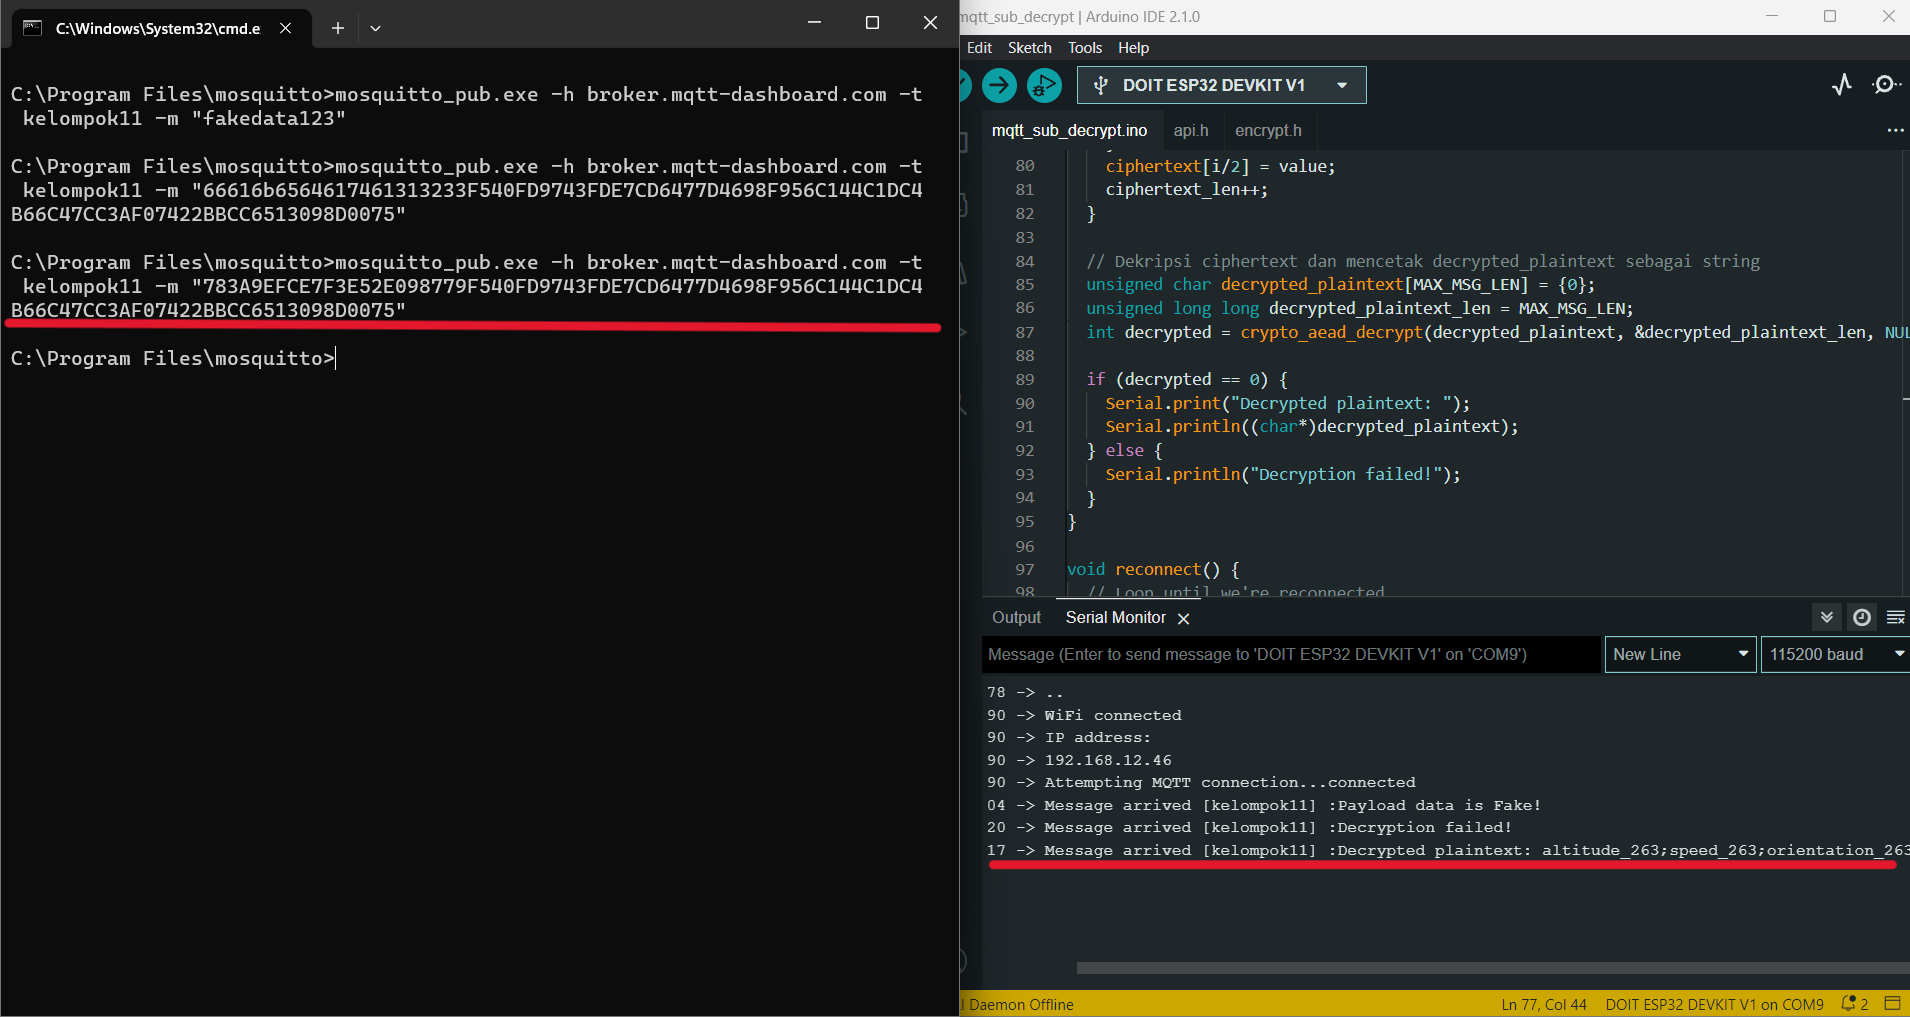 C:\Windows\System32\cmd.e
C:\Program Files\mosquitto>mosquitto_pub.exe -h broker.mqtt-dashboard.com -t
kelompok11 -m "fakedata123"
C:\Program Files\mosquitto>mosquitto_pub.exe -h broker.mqtt-dashboard.com -t
kelompok11 -m "66616b65646174613132​33F540FD9743FDE7CD6477D4698F956C144C1DC4
B66C47CC3AF07422BBCC6513098D0075"
C:\Program Files\mosquitto>mosquitto_pub.exe -h broker.mqtt-dashboard.com -t
kelompok11 -m "783A9EFCE7F3E52E098779F540FD9743FDE7CD6477D4698F956C144C1DC4
B66C47CC3AF07422BBCC6513098D0075"
C:\Program Files\mosquitto>
mqtt_sub_decrypt | Arduino IDE 2.1.0
Edit Sketch Tools Help
DOIT ESP32 DEVKIT V1
mqtt_sub_decrypt.ino api.h encrypt.h
80 ciphertext[i/2] = value;
81 ciphertext_len++;
82 }
83
84 // Dekripsi ciphertext dan mencetak decrypted_plaintext sebagai string
85 unsigned char decrypted_plaintext[MAX_MSG_LEN] = {0};
86 unsigned long long decrypted_plaintext_len = MAX_MSG_LEN;
87 int decrypted = crypto_aead_decrypt(decrypted_plaintext, &decrypted_plaintext_len, NUL
88
89 if (decrypted == 0) {
90 Serial.print("Decrypted plaintext: ");
91 Serial.println((char*)decrypted_plaintext);
92 } else {
93 Serial.println("Decryption failed!");
94 }
95 }
96
97 void reconnect() {
98 // Loop until we're reconnected
Output Serial Monitor
Message (Enter to send message to 'DOIT ESP32 DEVKIT V1' on 'COM9')
New Line
115200 baud
78 -> ..
90 -> WiFi connected
90 -> IP address:
90 -> 192.168.12.46
90 -> Attempting MQTT connection...connected
04 -> Message arrived [kelompok11] :Payload data is Fake!
20 -> Message arrived [kelompok11] :Decryption failed!
17 -> Message arrived [kelompok11] :Decrypted plaintext: altitude_263;speed_263;orientation_263
Daemon Offline
Ln 77, Col 44 DOIT ESP32 DEVKIT V1 on COM9 2